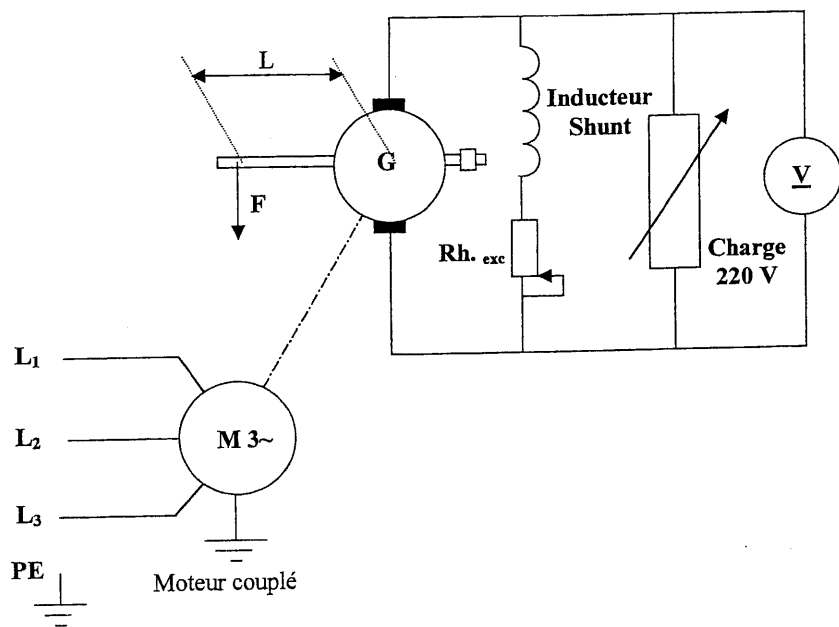 L
G
F
Inducteur
Shunt
Rh. exc
V
Charge
220 V
L1
L2
M 3~
L3
PE
Moteur couplé